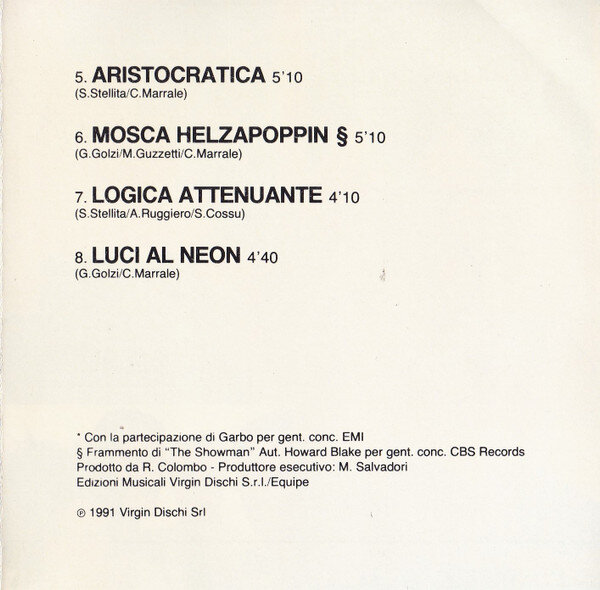 5. ARISTOCRATICA 5'10
(S.Stellita/C.Marrale)
6. MOSCA HELZAPOPPIN § 5'10
(G.Golzi/M.Guzzetti/C.Marrale)
7. LOGICA ATTENUANTE 4'10
(S.Stellita/A.Ruggiero/S.Cossu)
8. LUCI AL NEON 4'40
(G.Golzi/C.Marrale)
* Con la partecipazione di Garbo per gent. conc. EMI
§ Frammento di "The Showman" Aut. Howard Blake per gent. conc. CBS Records
Prodotto da R. Colombo - Produttore esecutivo: M. Salvadori
Edizioni Musicali Virgin Dischi S.r.l./Equipe
℗ 1991 Virgin Dischi Srl